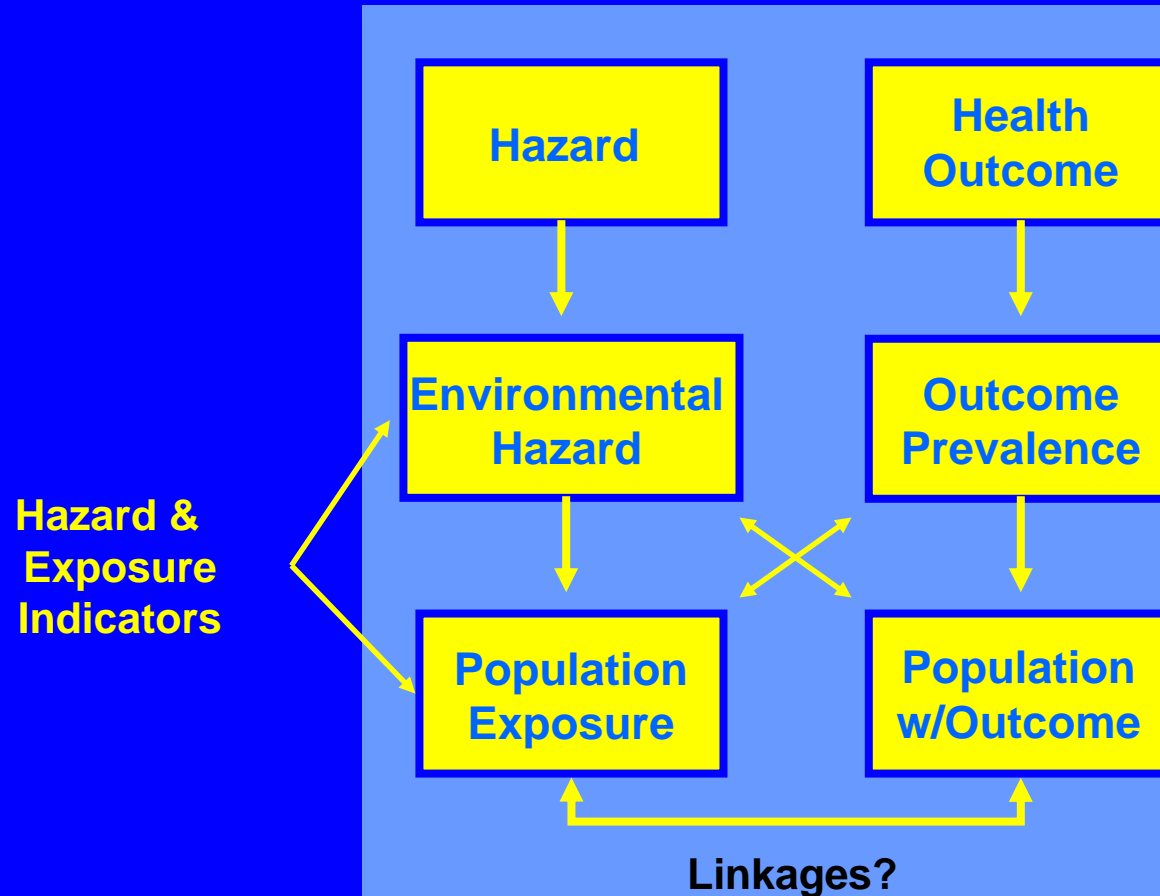 Hazard
Health
Outcome
Environmental
Hazard
Outcome
Prevalence
Hazard &
Exposure
Indicators
Population
Exposure
Population
w/Outcome
Linkages?